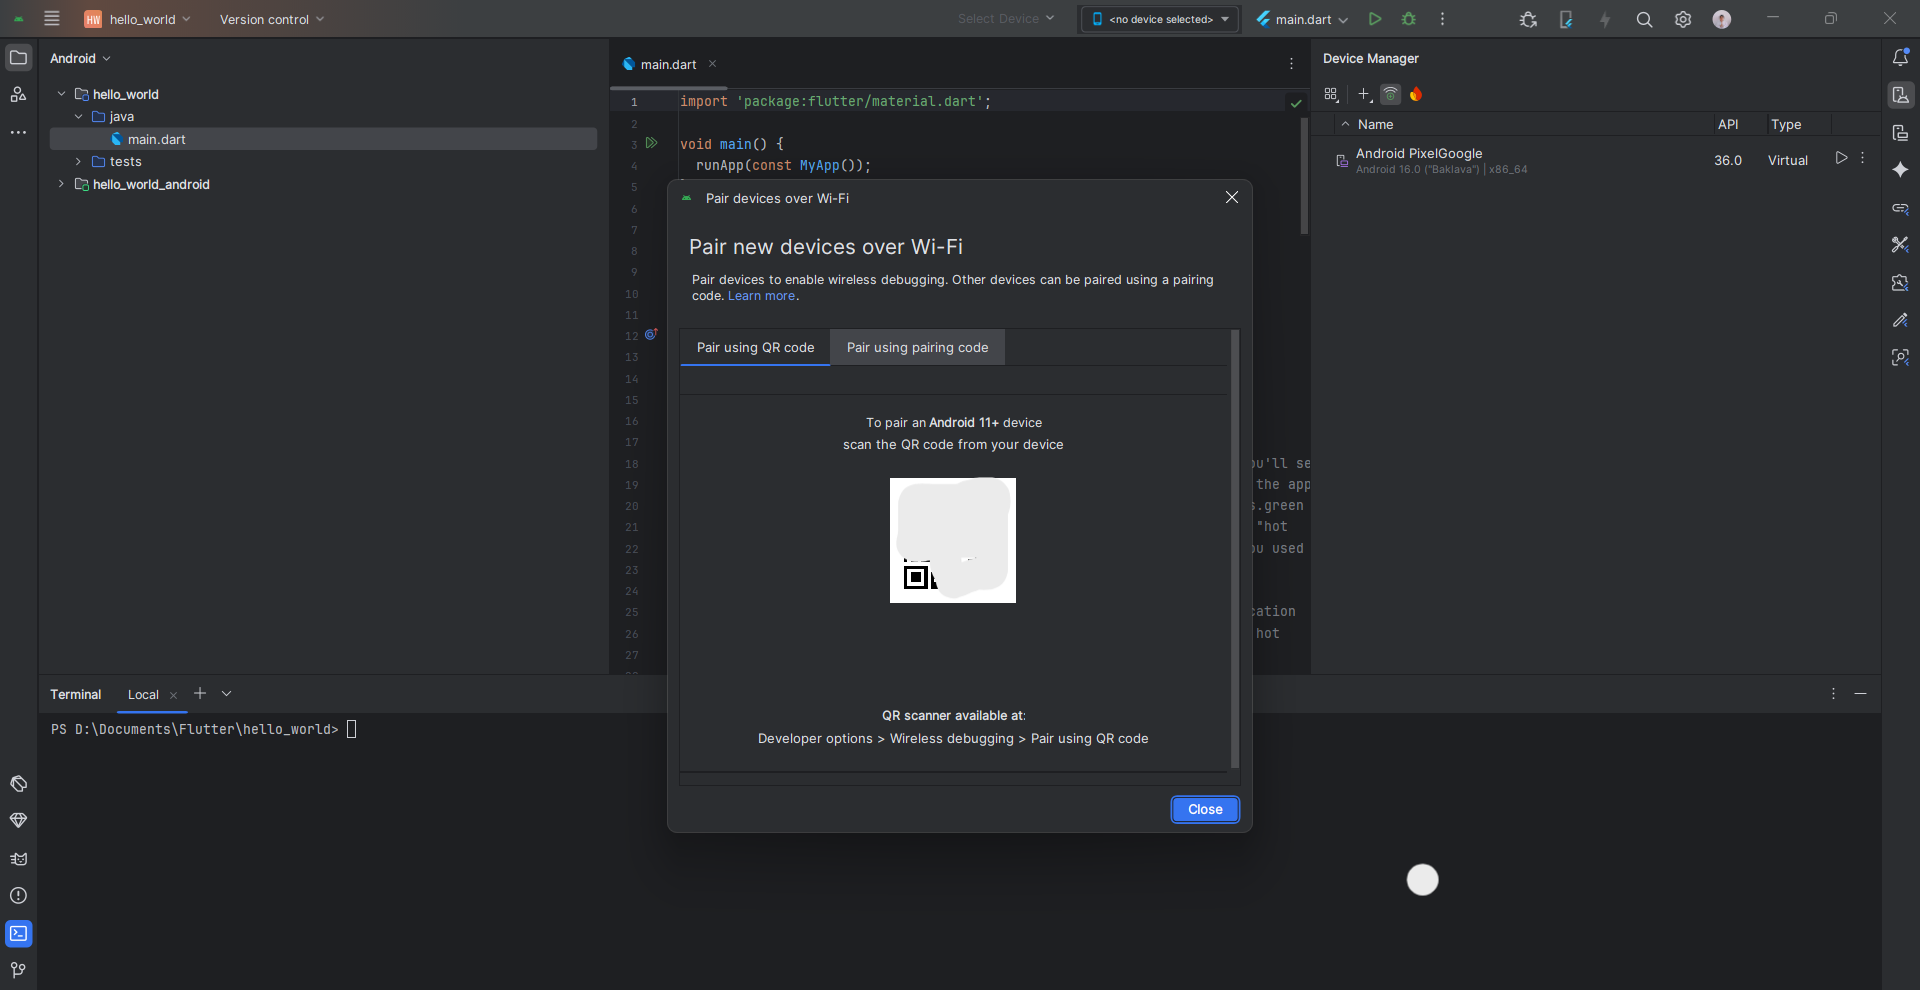 HW hello_world
Version control
Select Device
<no device selected>
main.dart
Android
hello_world
java
main.dart
tests
hello_world_android
main.dart
1 import 'package:flutter/material.dart';
2
3 void main() {
4 runApp(const MyApp());
5
6
7
8
9
10
11
12
13
14
15
16
17
18 ou'll se
19 the app
20 s.green
21 "hot
22 ou used
23
24
25 cation
26 hot
27
Device Manager
Name
API
Type
Android PixelGoogle
Android 16.0 ("Baklava") | x86_64
36.0
Virtual
Pair devices over Wi-Fi
Pair new devices over Wi-Fi
Pair devices to enable wireless debugging. Other devices can be paired using a pairing
code. Learn more.
Pair using QR code
Pair using pairing code
To pair an Android 11+ device
scan the QR code from your device
QR scanner available at:
Developer options > Wireless debugging > Pair using QR code
Close
Terminal
Local
PS D:\Documents\Flutter\hello_world>